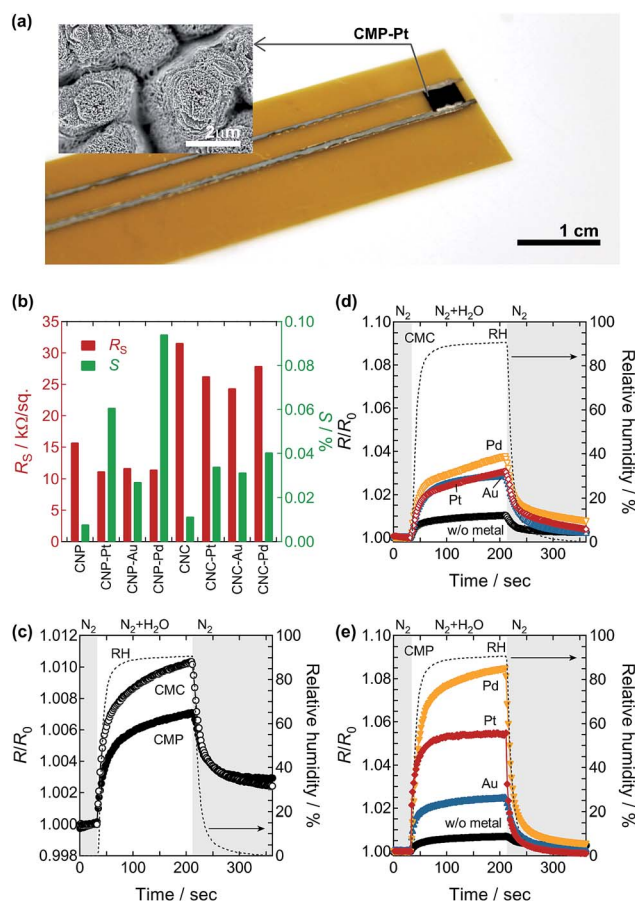 (a)
CMP-Pt
2μm
1 cm
(b)
35
30
25
20
15
10
5
0
R_S / kΩ/sq.
R_S
S
0.10
0.08
0.06
0.04
0.02
0.00
S / %
CNP
CNP-Pt
CNP-Au
CNP-Pd
CNC
CNC-Pt
CNC-Au
CNC-Pd
(d)
N₂ N₂+H₂O N₂
1.10
1.08
1.06
1.04
1.02
1.00
R/R₀
CMC
RH
Pd
Pt
Au
w/o metal
100
80
60
40
20
0
Relative humidity / %
0 100 200 300
Time / sec
(c)
N₂ N₂+H₂O N₂
1.012
1.010
1.008
1.006
1.004
1.002
1.000
0.998
R/R₀
RH
CMC
CMP
100
80
60
40
20
0
Relative humidity / %
0 100 200 300
Time / sec
(e)
N₂ N₂+H₂O N₂
1.10
1.08
1.06
1.04
1.02
1.00
R/R₀
CMP
RH
Pd
Pt
Au
w/o metal
100
80
60
40
20
0
Relative humidity / %
0 100 200 300
Time / sec